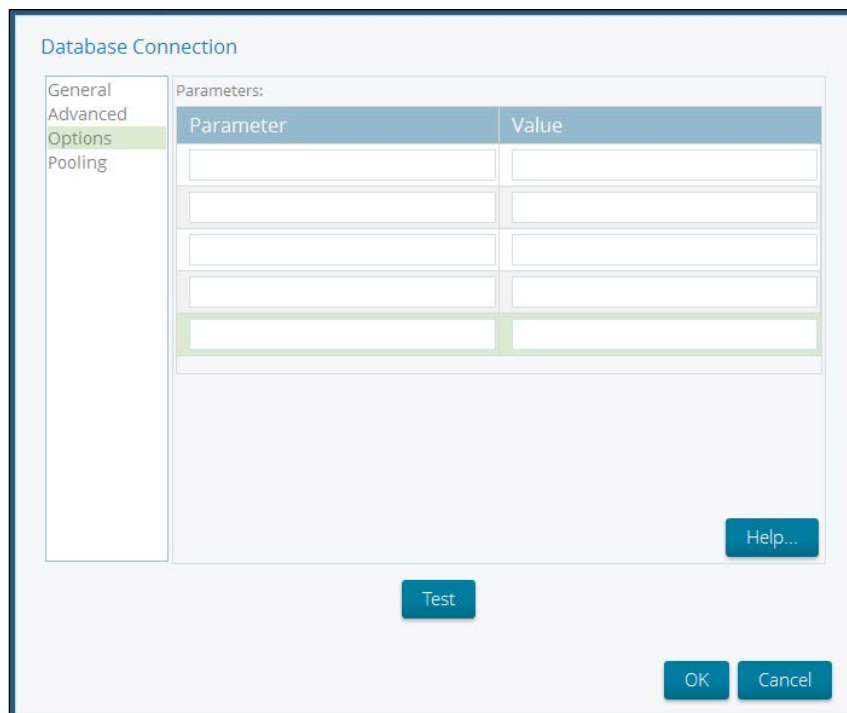 Database Connection
General
Advanced
Options
Pooling
Parameters:
Parameter Value
Help...
Test
OK Cancel